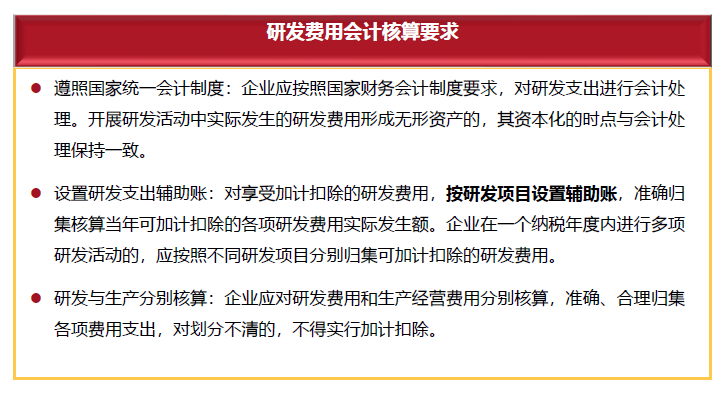 研发费用会计核算要求
● 遵照国家统一会计制度：企业应按照国家财务会计制度要求，对研发支出进行会计处
理。开展研发活动中实际发生的研发费用形成无形资产的，其资本化的时点与会计处
理保持一致。
● 设置研发支出辅助账：对享受加计扣除的研发费用，按研发项目设置辅助账，准确归
集核算当年可加计扣除的各项研发费用实际发生额。企业在一个纳税年度内进行多项
研发活动的，应按照不同研发项目分别归集可加计扣除的研发费用。
● 研发与生产分别核算：企业应对研发费用和生产经营费用分别核算，准确、合理归集
各项费用支出，对划分不清的，不得实行加计扣除。